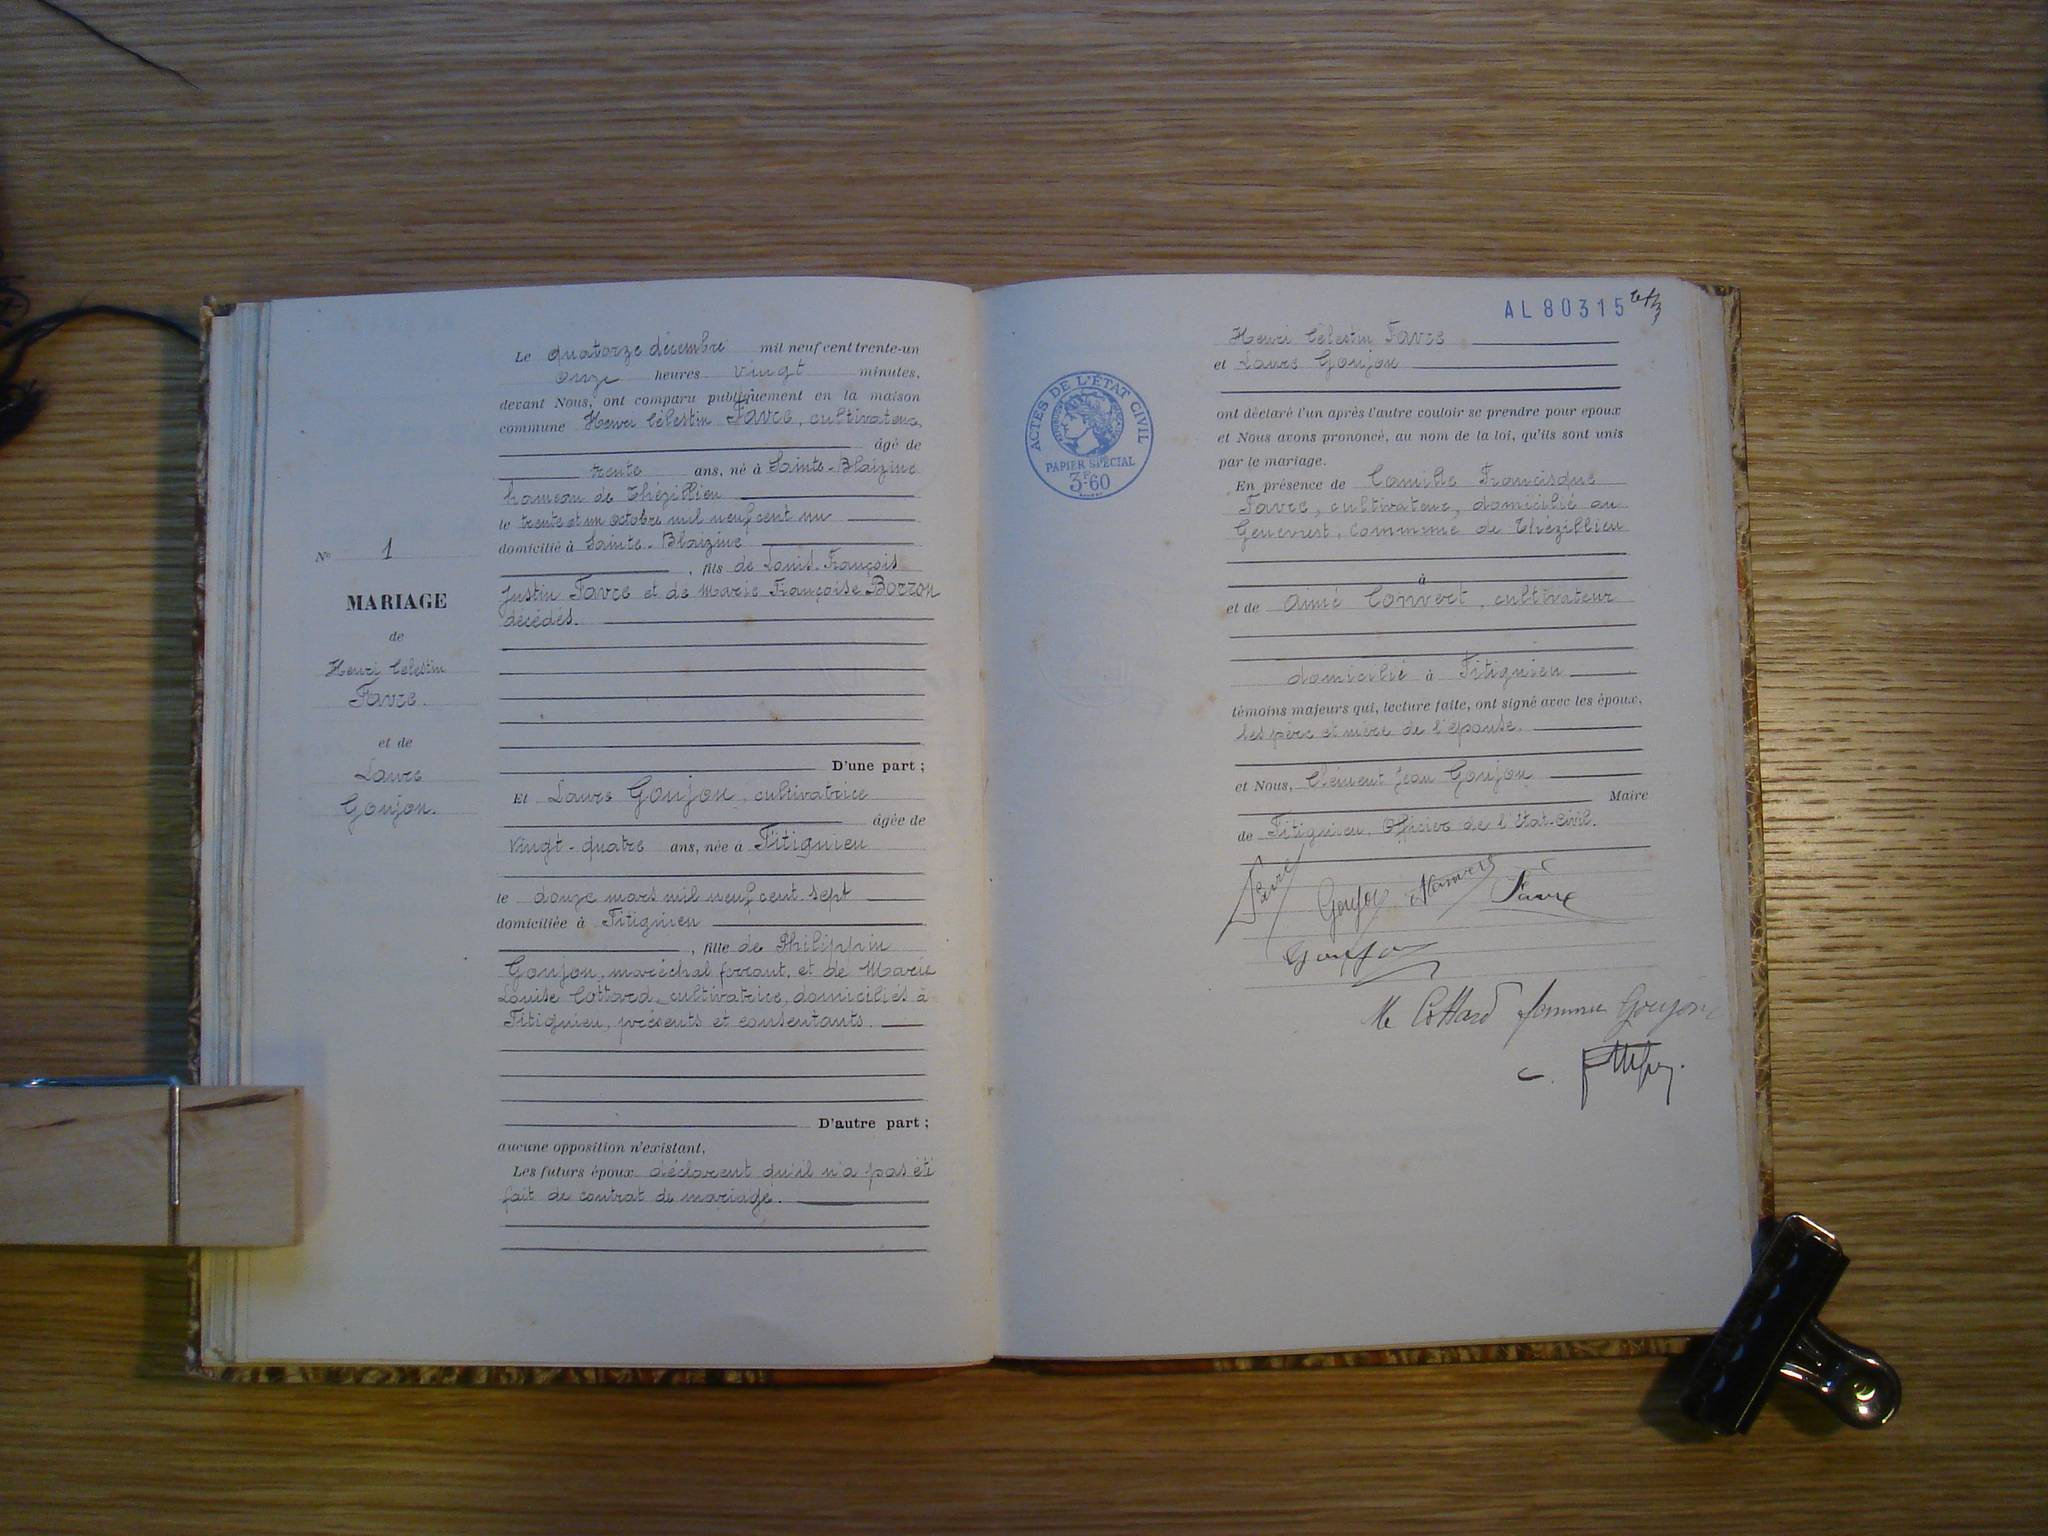 N° 1
MARIAGE
de
Henri Célestin
Favre.
et de
Laure
Goujon.
Le quatorze décembre mil neuf cent trente-un
onze heures vingt minutes,
devant Nous, ont comparu publiquement en la maison
commune Henri Célestin Favre, cultivateur,
âgé de
trente ans, né à Sainte-Blaizine
hameau de Thézillieu
le trente et un octobre mil neuf cent un
domicilié à Sainte-Blaizine
, fils de Louis-François
Justin Favre et de Marie Françoise Borron
décédés.
D'une part ;
Et Laure Goujon, cultivatrice
âgée de
vingt-quatre ans, née à Fitignieu
le douze mars mil neuf cent sept
domiciliée à Fitignieu
, fille de Philippin
Goujon, maréchal ferrant, et de Marie
Louise Cottard, cultivatrice, domiciliés à
Fitignieu, présents et consentants.
D'autre part ;
aucune opposition n'existant,
Les futurs époux déclarent qu'il n'a pas été
fait de contrat de mariage.
AL80315
ACTES DE L'ÉTAT CIVIL
PAPIER SPÉCIAL
3F60
Henri Célestin Favre
et Laure Goujon
ont déclaré l'un après l'autre vouloir se prendre pour epoux
et Nous avons prononcé, au nom de la loi, qu'ils sont unis
par le mariage.
En présence de Camille Francisque
Favre, cultivateur, domicilié au
Genevrest, Commune de Thézillieu
à
et de Aimé Convert, cultivateur
domicilié à Fitignieu
témoins majeurs qui, lecture faite, ont signé avec les époux,
les père et mère de l'épouse.
et Nous, Clément Jean Goujon
Maire
de Fitignieu, Officier de l'Etat-Civil.
Favre Goujon Favre
Goujon
M Cottard femme Goujon